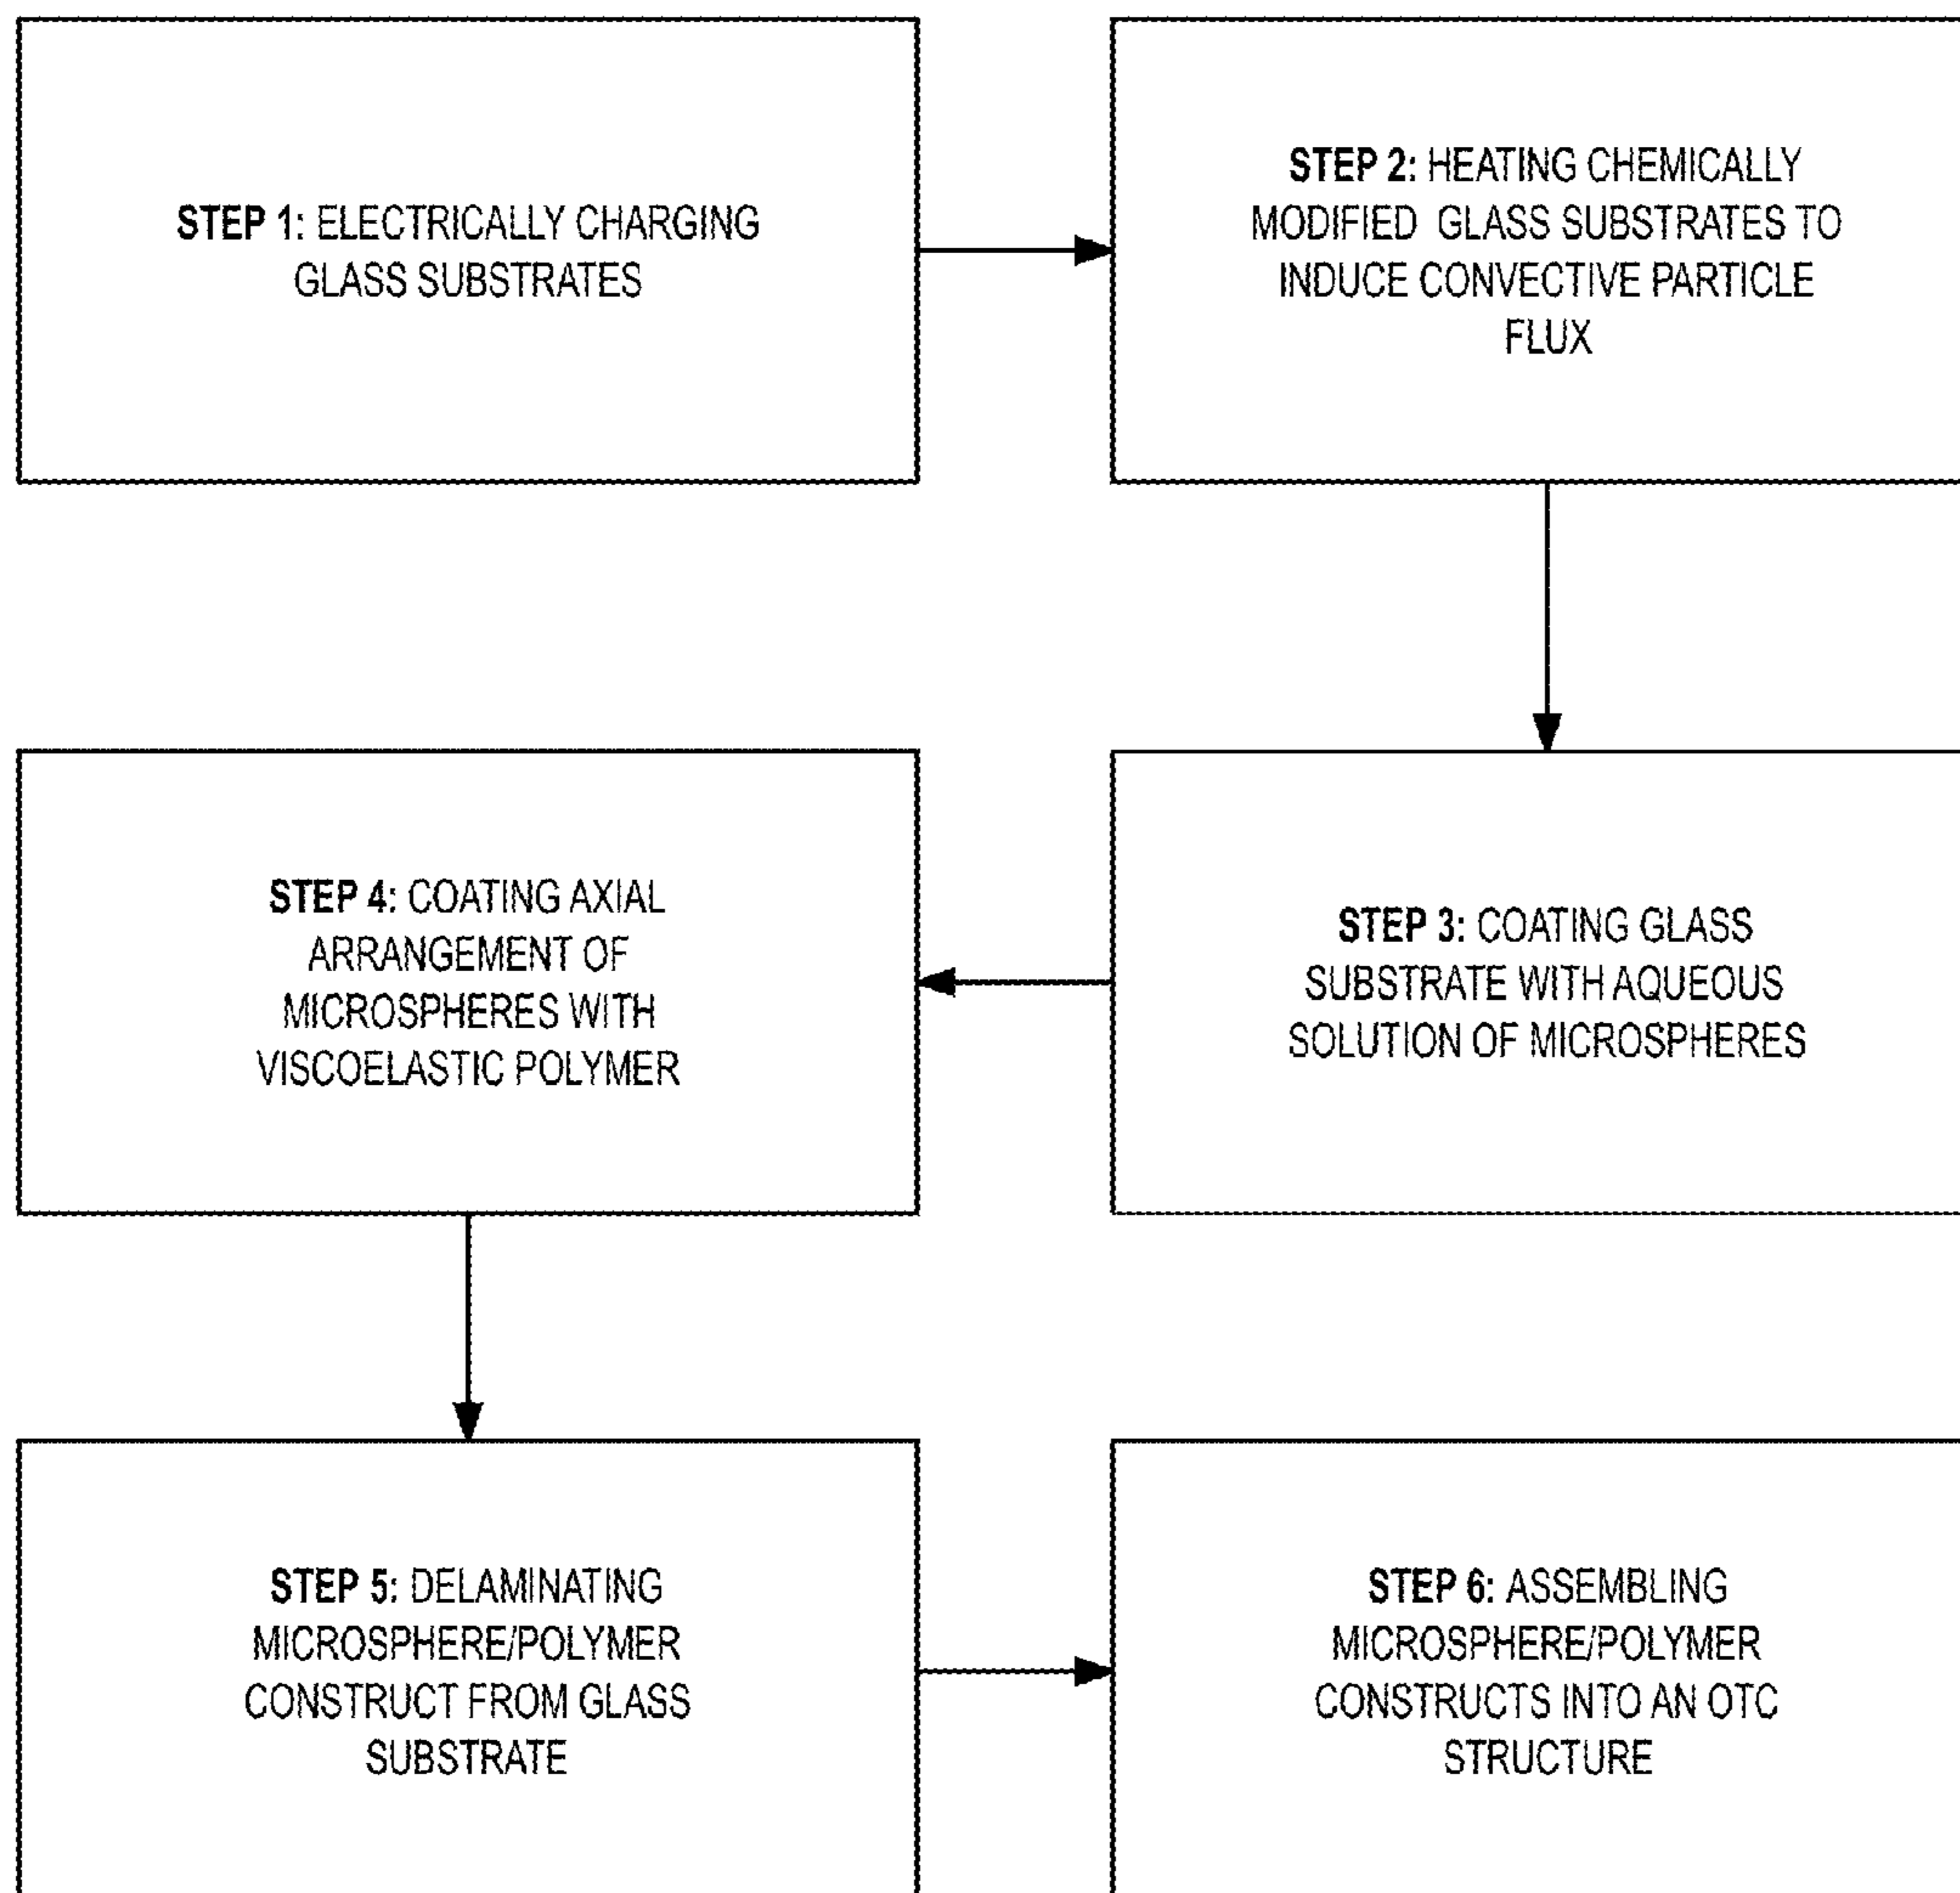 STEP 1: ELECTRICALLY CHARGING
GLASS SUBSTRATES
STEP 2: HEATING CHEMICALLY
MODIFIED GLASS SUBSTRATES TO
INDUCE CONVECTIVE PARTICLE
FLUX
STEP 3: COATING GLASS
SUBSTRATE WITH AQUEOUS
SOLUTION OF MICROSPHERES
STEP 4: COATING AXIAL
ARRANGEMENT OF
MICROSPHERES WITH
VISCOELASTIC POLYMER
STEP 5: DELAMINATING
MICROSPHERE/POLYMER
CONSTRUCT FROM GLASS
SUBSTRATE
STEP 6: ASSEMBLING
MICROSPHERE/POLYMER
CONSTRUCTS INTO AN OTC
STRUCTURE